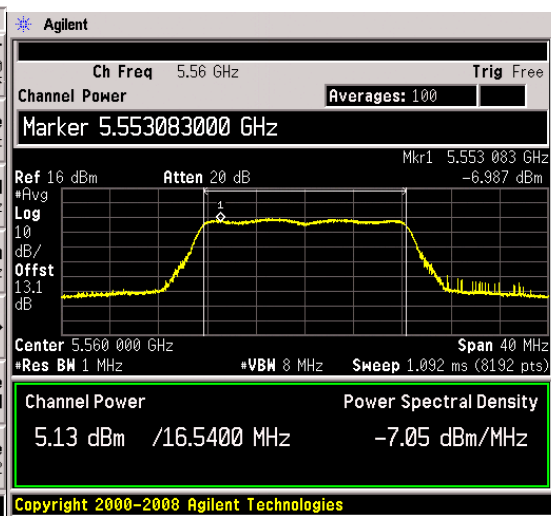 Agilent
Ch Freq 5.56 GHz Trig Free
Channel Power Averages: 100
Marker 5.553083000 GHz
Mkr1 5.553 083 GHz
Ref 16 dBm Atten 20 dB -6.987 dBm
#Avg
Log
10
dB/
Offst
13.1
dB
1
Center 5.560 000 GHz Span 40 MHz
#Res BW 1 MHz #VBW 8 MHz Sweep 1.092 ms (8192 pts)
Channel Power Power Spectral Density
5.13 dBm /16.5400 MHz -7.05 dBm/MHz
Copyright 2000-2008 Agilent Technologies